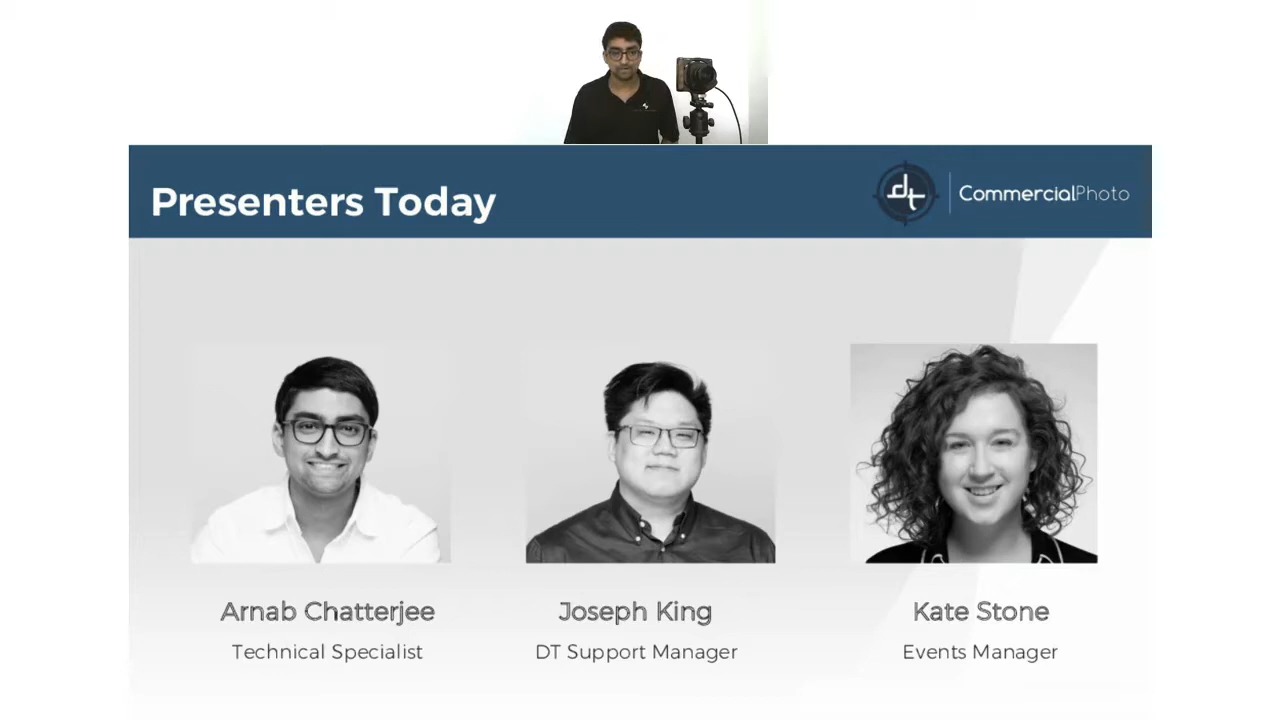 Presenters Today
dt
CommercialPhoto
Arnab Chatterjee
Joseph King
Kate Stone
Technical Specialist
DT Support Manager
Events Manager